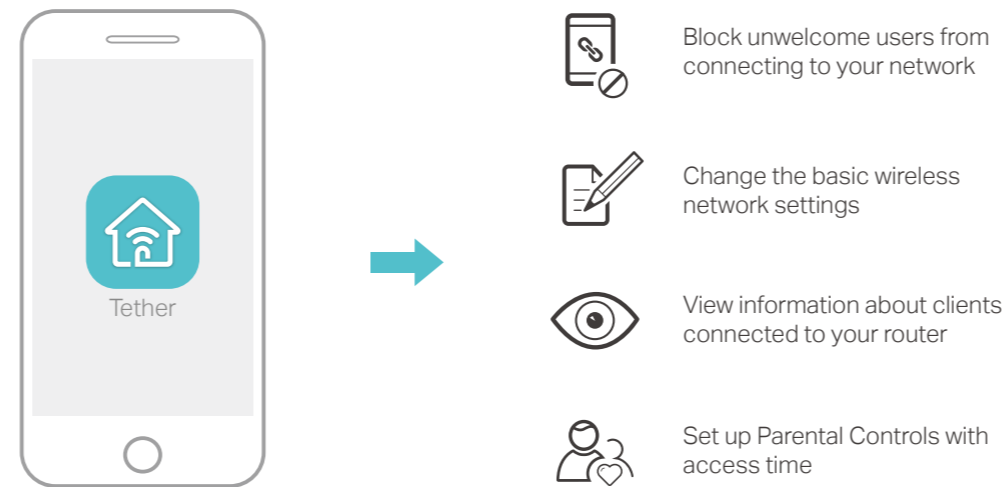 Tether
Block unwelcome users from
connecting to your network
Change the basic wireless
network settings
View information about clients
connected to your router
Set up Parental Controls with
access time